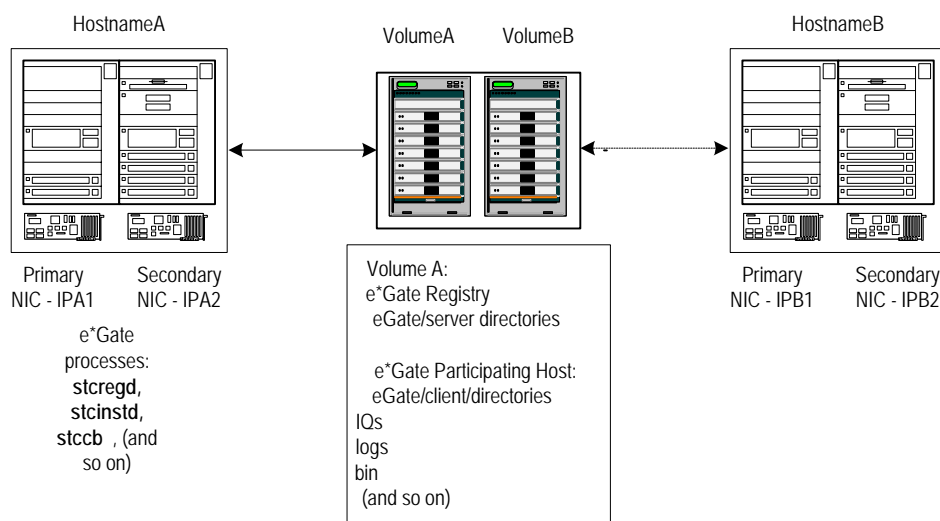 HostnameA
VolumeA
VolumeB
HostnameB
Primary
NIC - IPA1
Secondary
NIC - IPA2
e*Gate
processes:
stcregd,
stcinstd,
stccb , (and
so on)
Volume A:
e*Gate Registry
eGate/server directories
e*Gate Participating Host:
eGate/client/directories
IQs
logs
bin
(and so on)
Primary
NIC - IPB1
Secondary
NIC - IPB2